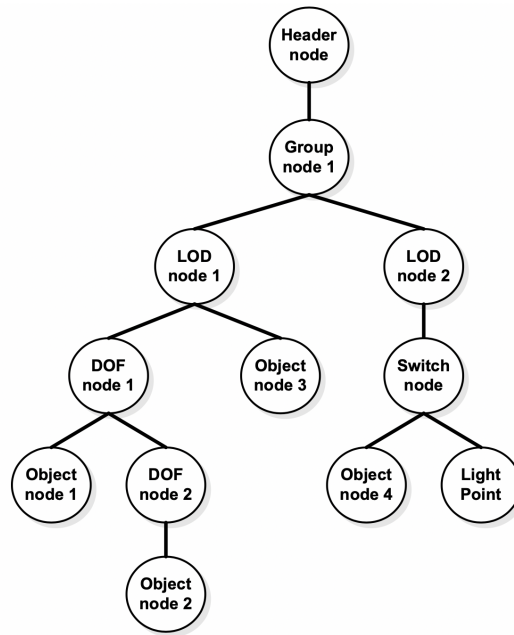 Header
node
Group
node 1
LOD
node 1
LOD
node 2
DOF
node 1
Object
node 3
Switch
node
Object
node 1
DOF
node 2
Object
node 4
Light
Point
Object
node 2